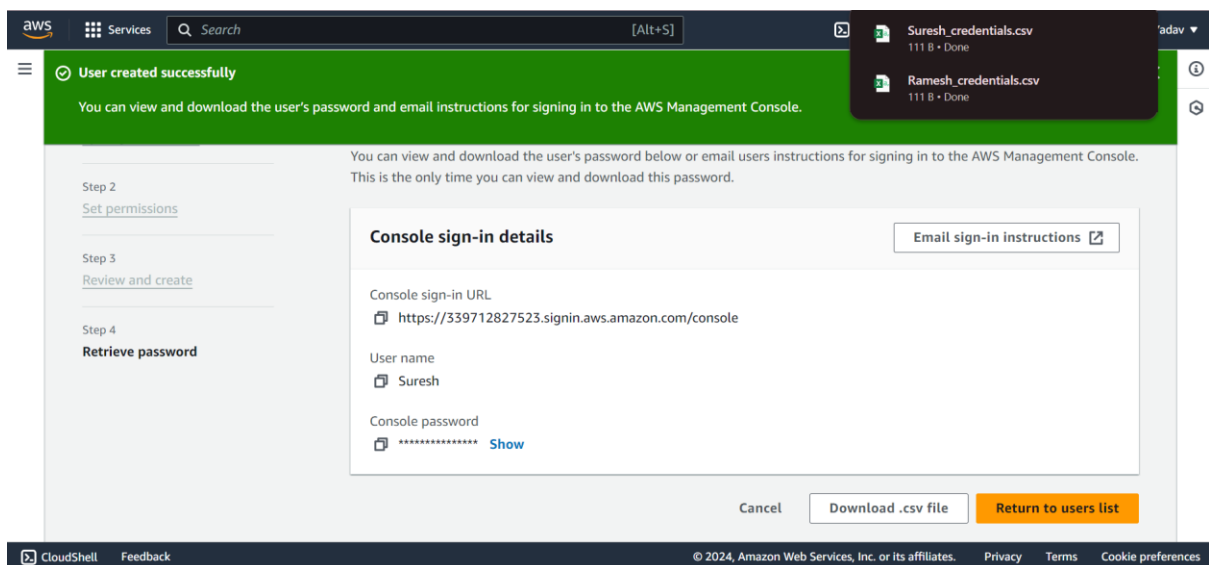 aws
Services
Search
[Alt+S]
adav
Suresh_credentials.csv
111 B • Done
Ramesh_credentials.csv
111 B • Done
User created successfully
You can view and download the user's password and email instructions for signing in to the AWS Management Console.
You can view and download the user's password below or email users instructions for signing in to the AWS Management Console.
This is the only time you can view and download this password.
Step 2
Set permissions
Step 3
Review and create
Step 4
Retrieve password
Console sign-in details
Email sign-in instructions
Console sign-in URL
https://339712827523.signin.aws.amazon.com/console
User name
Suresh
Console password
*************** Show
Cancel
Download .csv file
Return to users list
CloudShell
Feedback
© 2024, Amazon Web Services, Inc. or its affiliates.
Privacy
Terms
Cookie preferences